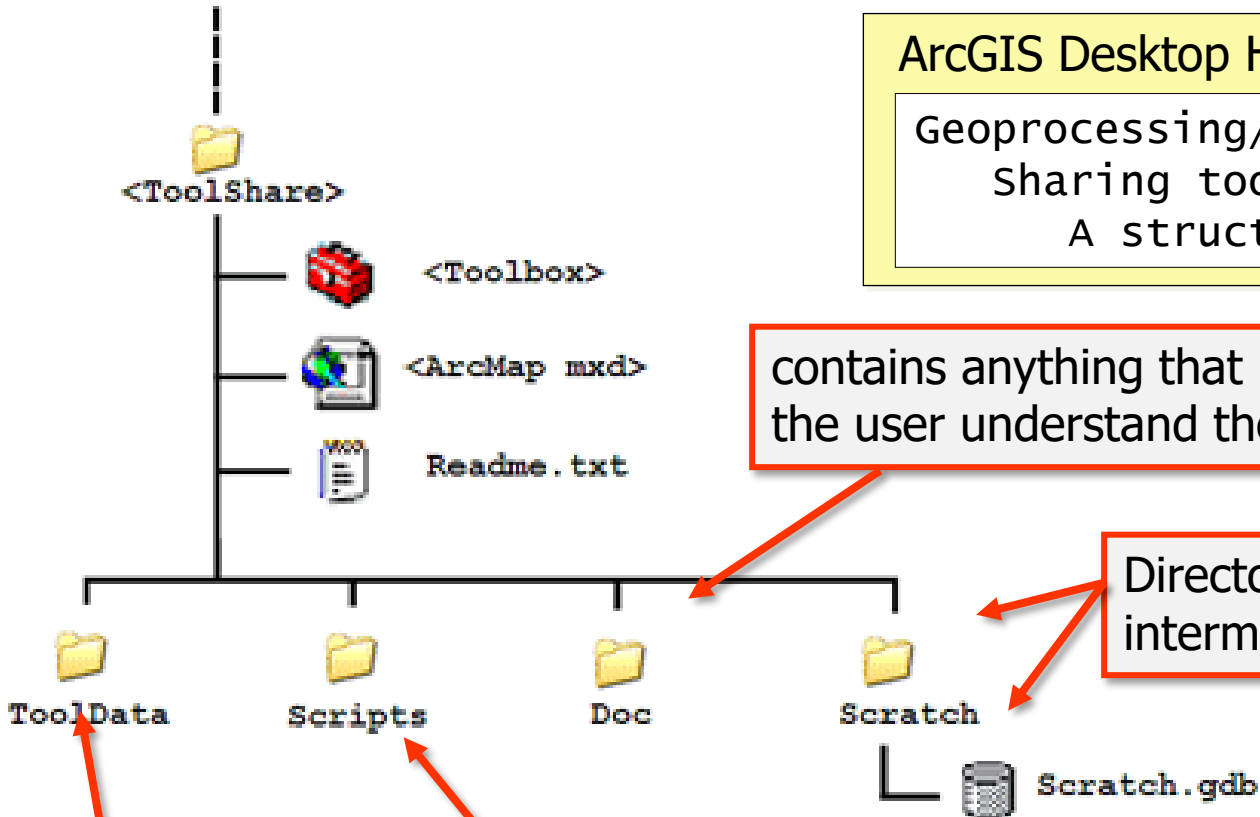 ArcGIS Desktop H
Geoprocessing/
Sharing too
A struct
<ToolShare>
<Toolbox>
<ArcMap mxd>
Readme.txt
contains anything that
the user understand the
Directo
interm
ToolData
Scripts
Doc
Scratch
Scratch.gdb